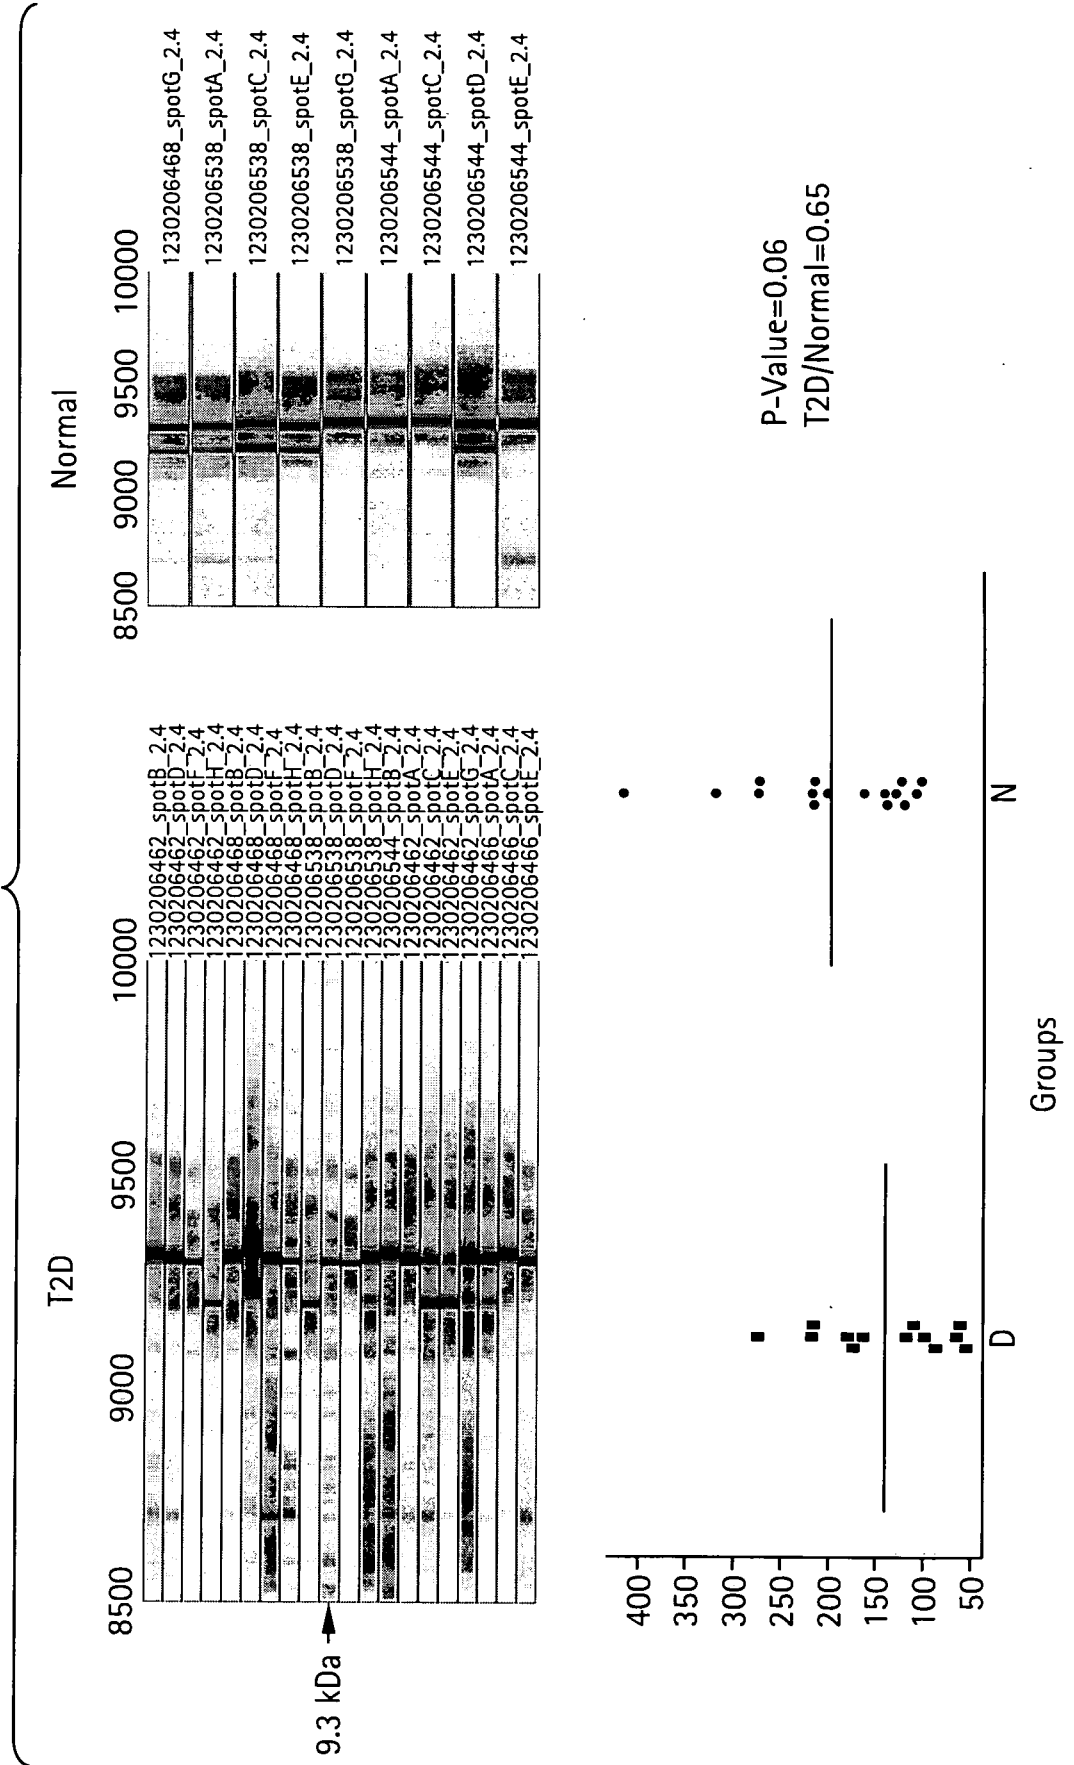 T2D
8500 9000 9500 10000
9.3 kDa
1230206462_spotB_2.4
1230206462_spotD_2.4
1230206462_spotF_2.4
1230206462_spotH_2.4
1230206468_spotB_2.4
1230206468_spotD_2.4
1230206468_spotF_2.4
1230206468_spotH_2.4
1230206538_spotB_2.4
1230206538_spotD_2.4
1230206538_spotF_2.4
1230206538_spotH_2.4
1230206544_spotB_2.4
1230206462_spotA_2.4
1230206462_spotC_2.4
1230206462_spotE_2.4
1230206462_spotG_2.4
1230206466_spotA_2.4
1230206466_spotC_2.4
1230206466_spotE_2.4
Normal
8500 9000 9500 10000
1230206468_spotG_2.4
1230206538_spotA_2.4
1230206538_spotC_2.4
1230206538_spotE_2.4
1230206538_spotG_2.4
1230206544_spotA_2.4
1230206544_spotC_2.4
1230206544_spotD_2.4
1230206544_spotE_2.4
400
350
300
250
200
150
100
50
D N
Groups
P-Value=0.06
T2D/Normal=0.65